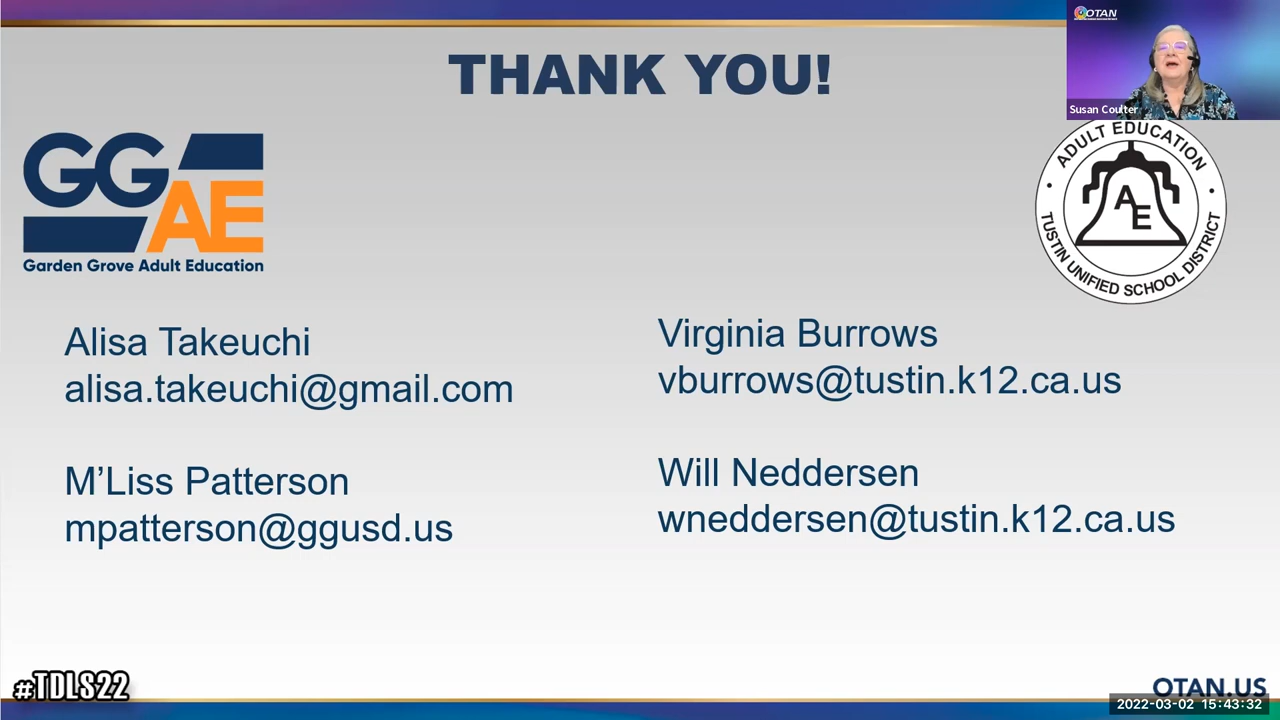 OTAN
Susan Coulter
THANK YOU!
GGAE
Garden Grove Adult Education
ADULT EDUCATION
AE
TUSTIN UNIFIED SCHOOL DISTRICT
Alisa Takeuchi
alisa.takeuchi@gmail.com
M’Liss Patterson
mpatterson@ggusd.us
Virginia Burrows
vburrows@tustin.k12.ca.us
Will Neddersen
wneddersen@tustin.k12.ca.us
#TDLS22
OTAN.US
2022-03-02 15:43:32